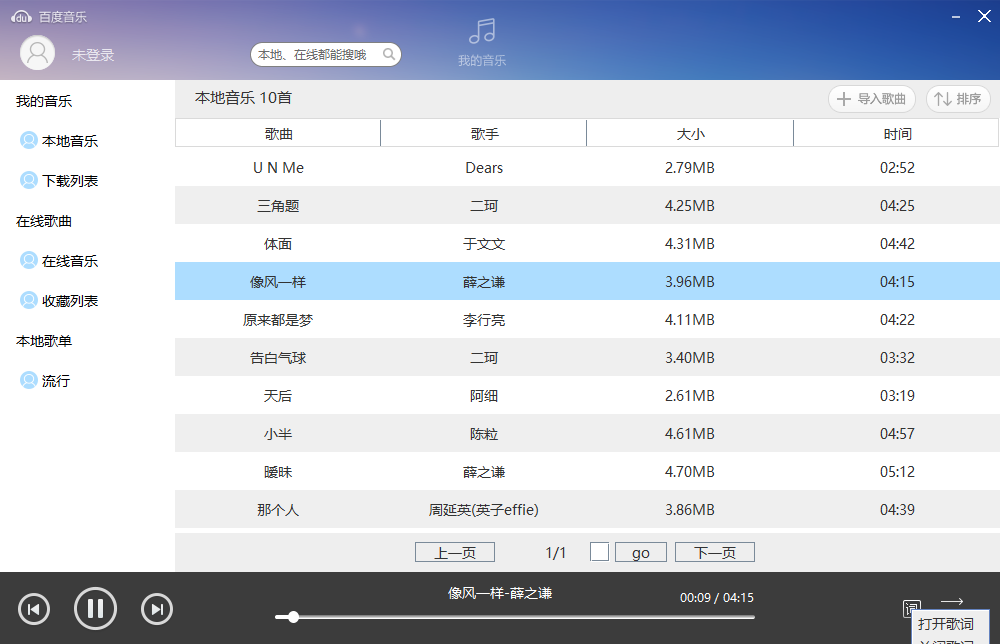 du 百度音乐
未登录
本地、在线都能搜哦
我的音乐
我的音乐
本地音乐
下载列表
在线歌曲
在线音乐
收藏列表
本地歌单
流行
本地音乐 10首
导入歌曲 排序
歌曲 歌手 大小 时间
U N Me Dears 2.79MB 02:52
三角题 二珂 4.25MB 04:25
体面 于文文 4.31MB 04:42
像风一样 薛之谦 3.96MB 04:15
原来都是梦 李行亮 4.11MB 04:22
告白气球 二珂 3.40MB 03:32
天后 阿细 2.61MB 03:19
小半 陈粒 4.61MB 04:57
暧昧 薛之谦 4.70MB 05:12
那个人 周延英(英子effie) 3.86MB 04:39
上一页 1/1 go 下一页
像风一样-薛之谦
00:09 / 04:15
词
打开歌词